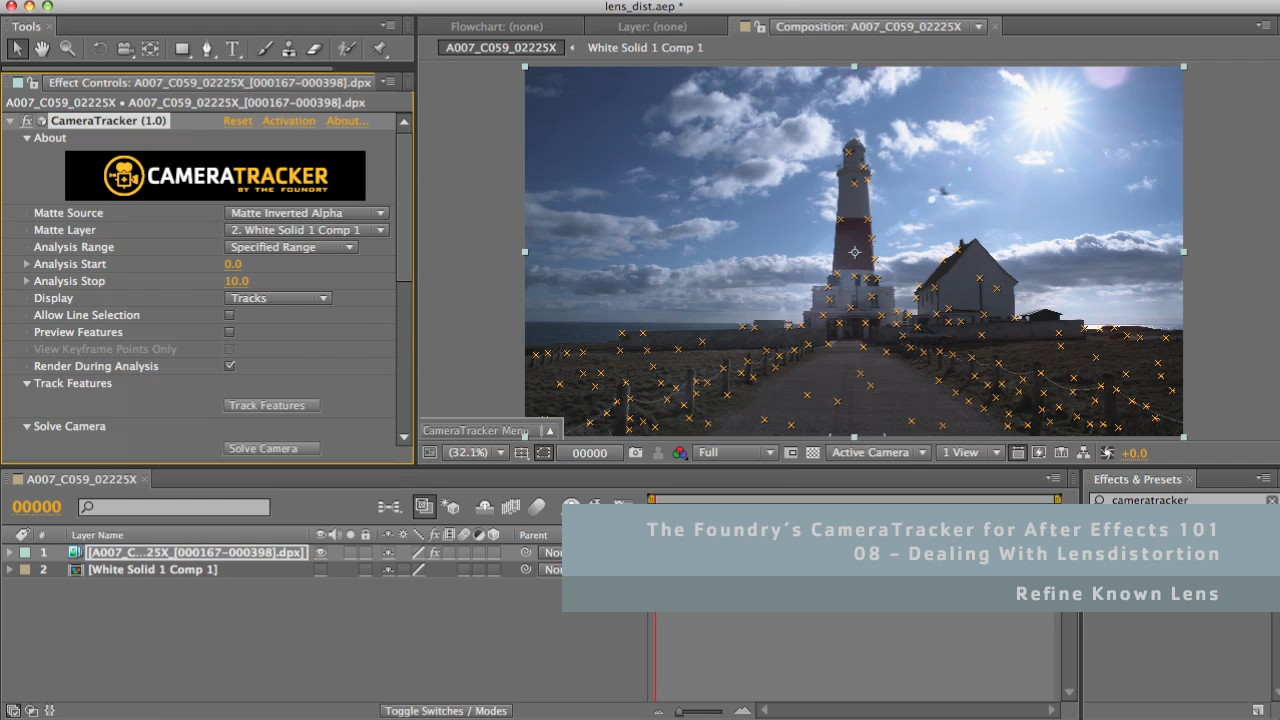 lens_dist.aep *
Tools ×
Flowchart: (none)
Layer: (none)
Composition: A007_C059_02225X ×
A007_C059_02225X
White Solid 1 Comp 1
Effect Controls: A007_C059_02225X_[000167-000398].dpx
A007_C059_02225X • A007_C059_02225X_[000167-000398].dpx
fx CameraTracker (1.0) Reset Activation About...
About
CAMERATRACKER
BY THE FOUNDRY
Matte Source Matte Inverted Alpha
Matte Layer 2. White Solid 1 Comp 1
Analysis Range Specified Range
Analysis Start 0.0
Analysis Stop 10.0
Display Tracks
Allow Line Selection
Preview Features
View Keyframe Points Only
Render During Analysis
Track Features
Track Features
Solve Camera
Solve Camera
CameraTracker Menu
(32.1%) 00000 Full Active Camera 1 View +0.0
A007_C059_02225X ×
00000
# Layer Name fx Parent
1 [A007_C...25X_[000167-000398].dpx]
2 [White Solid 1 Comp 1]
Effects & Presets ×
cameratracker
The Foundry's CameraTracker for After Effects 101
08 - Dealing With Lensdistortion
Refine Known Lens
Toggle Switches / Modes